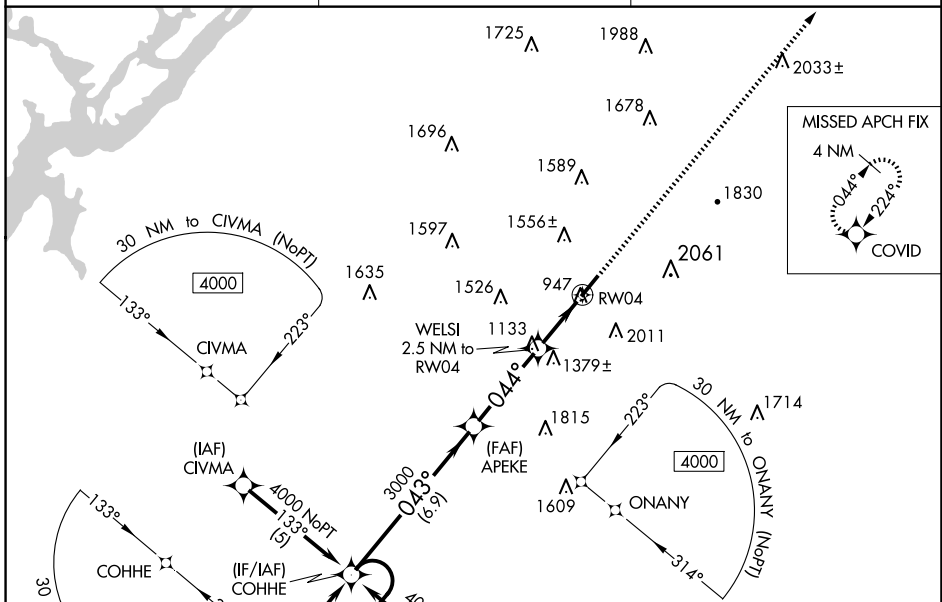 1725
1988
2033±
1678
MISSED APCH FIX
4 NM
044°
224°
COVID
1696
1589
1830
30 NM to CIVMA (NoPT)
4000
133°
223°
CIVMA
1597
1556±
2061
1635
1526
947
RW04
WELSI
2.5 NM to
RW04
1133
2011
1379±
044°
1815
(FAF)
APEKE
30 NM to ONANY (NoPT)
4000
223°
314°
ONANY
1714
1609
(IAF)
CIVMA
4000 NoPT
133°
(5)
3000
043°
(6.9)
133°
COHHE
30
(IF/IAF)
COHHE